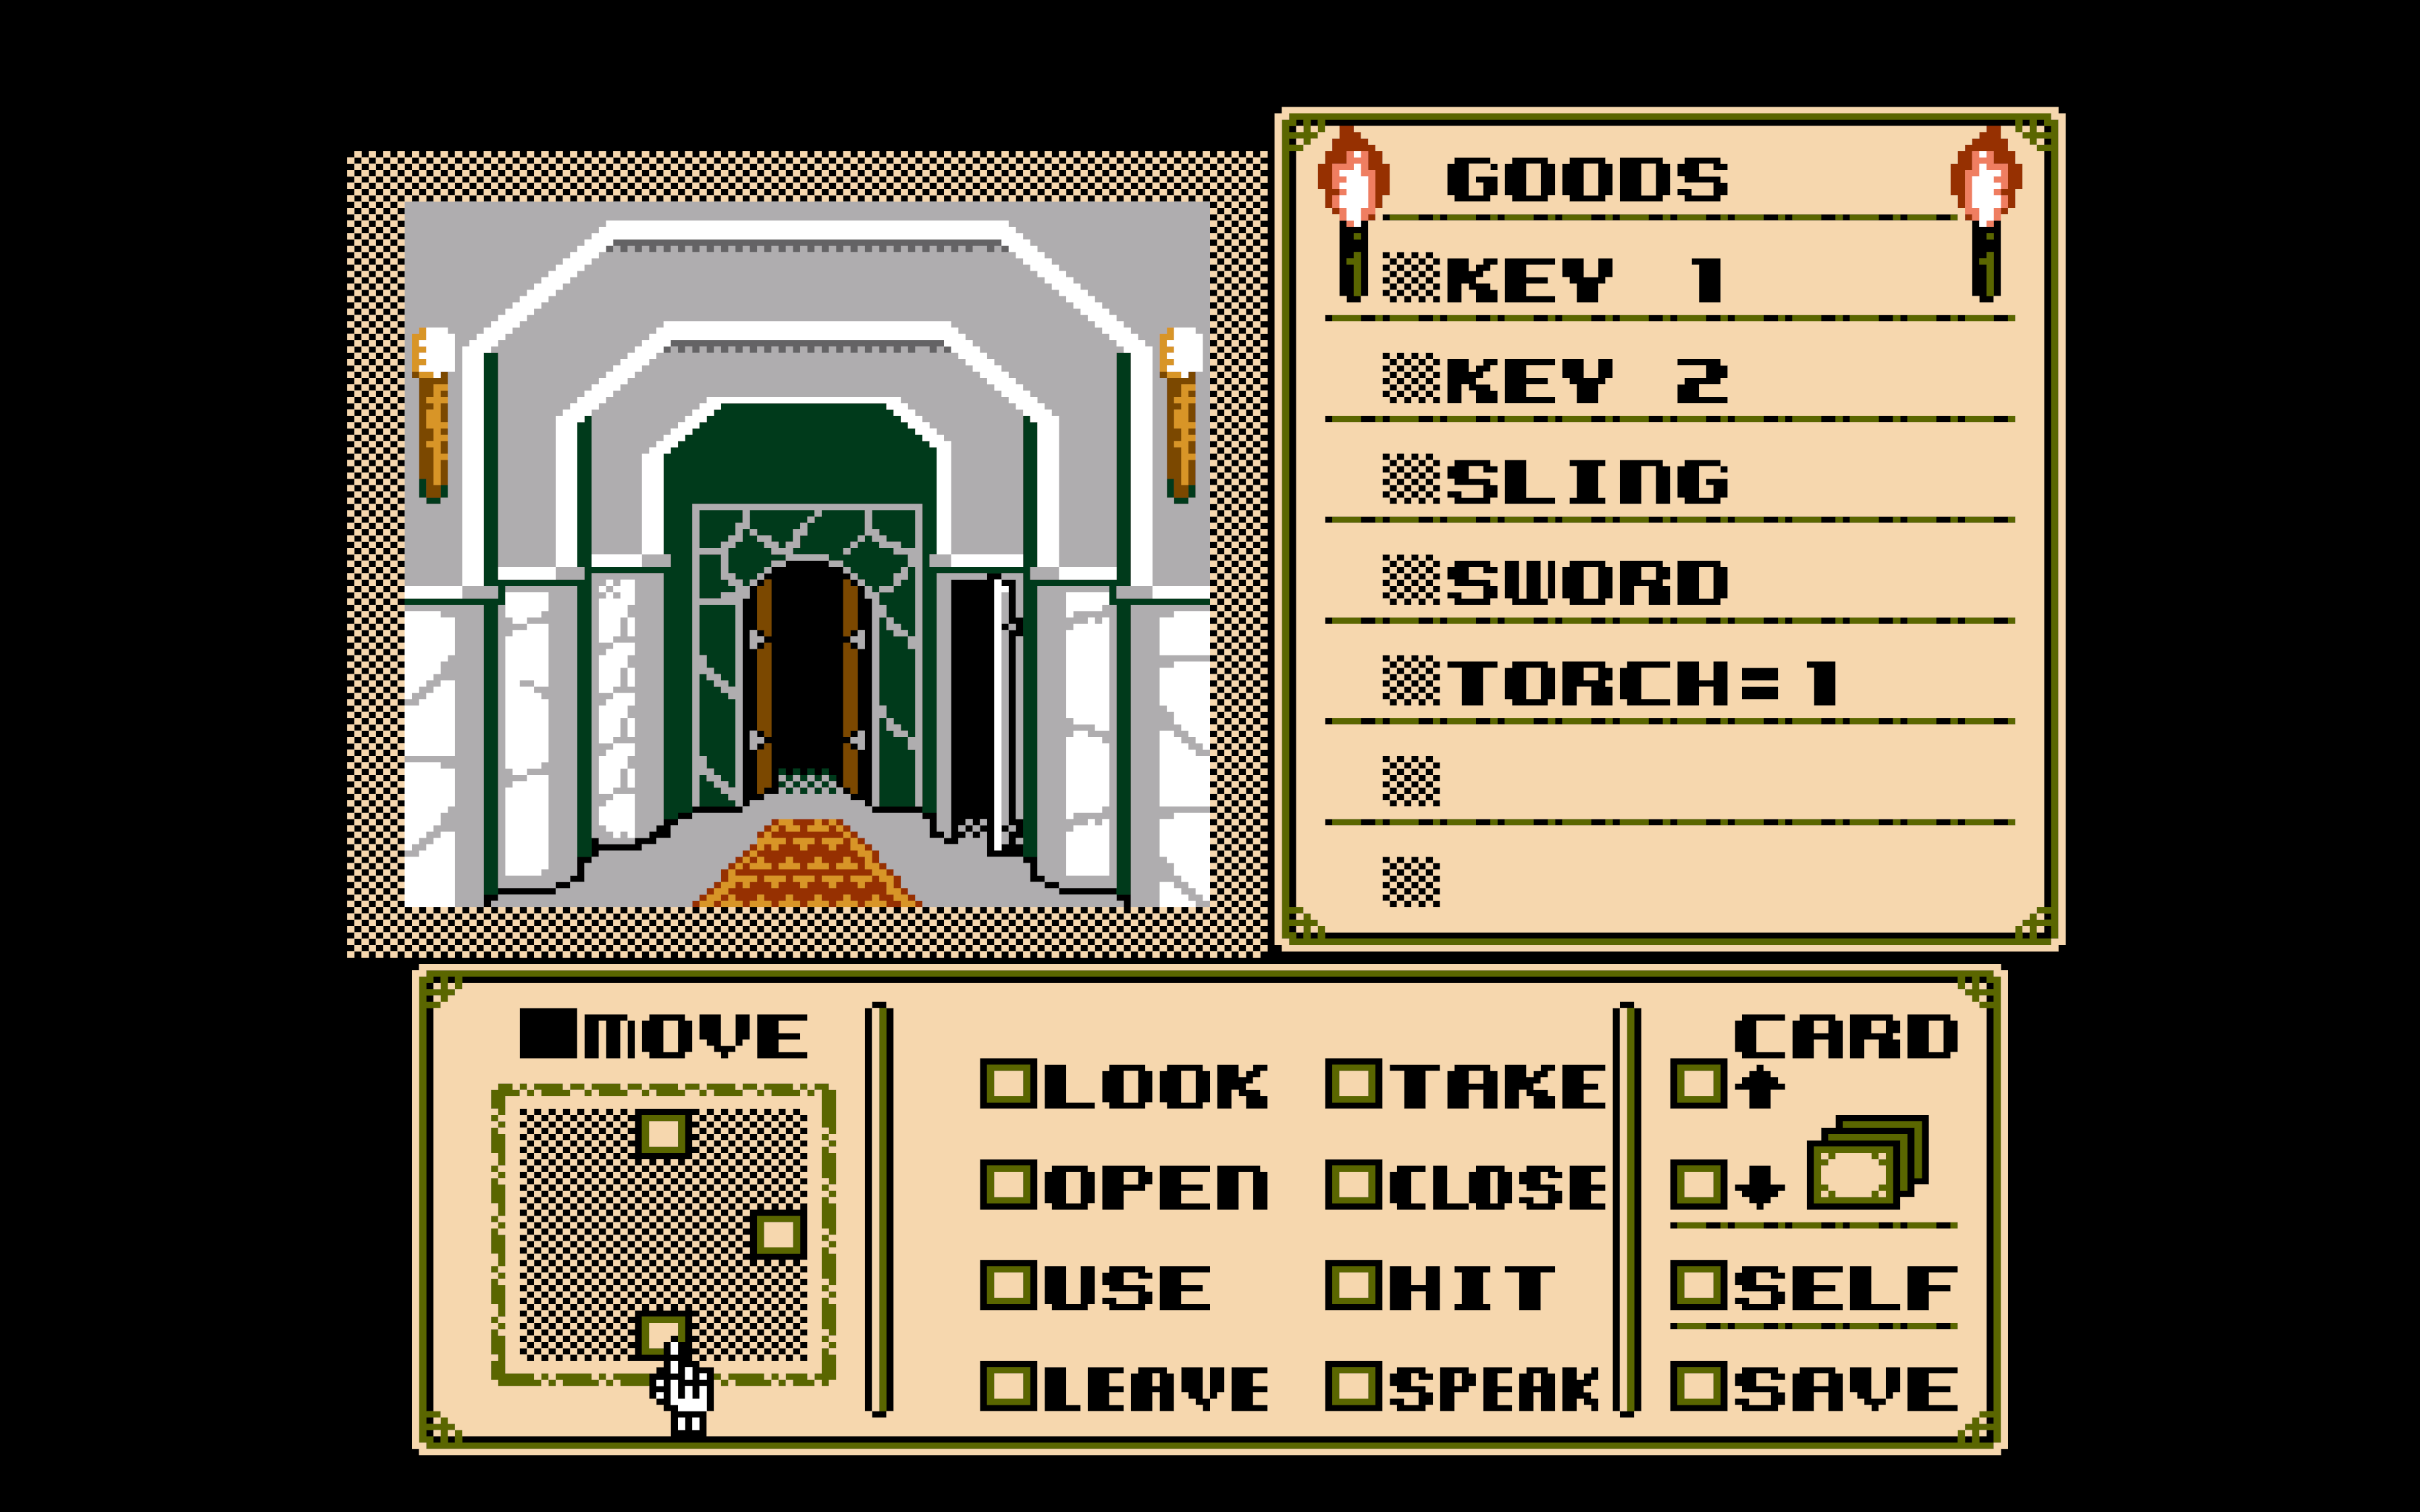 GOODS
KEY 1
KEY 2
SLING
SWORD
TORCH=1
MOVE
CARD
LOOK TAKE
OPEN CLOSE
USE HIT SELF
LEAVE SPEAK SAVE